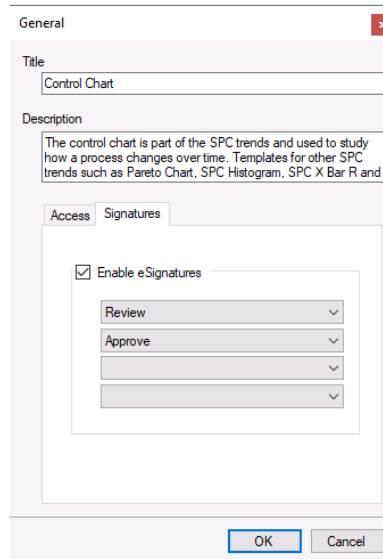 General
Title
Control Chart
Description
The control chart is part of the SPC trends and used to study
how a process changes over time. Templates for other SPC
trends such as Pareto Chart, SPC Histogram, SPC X Bar R and
Access Signatures
Enable eSignatures
Review
Approve
OK Cancel